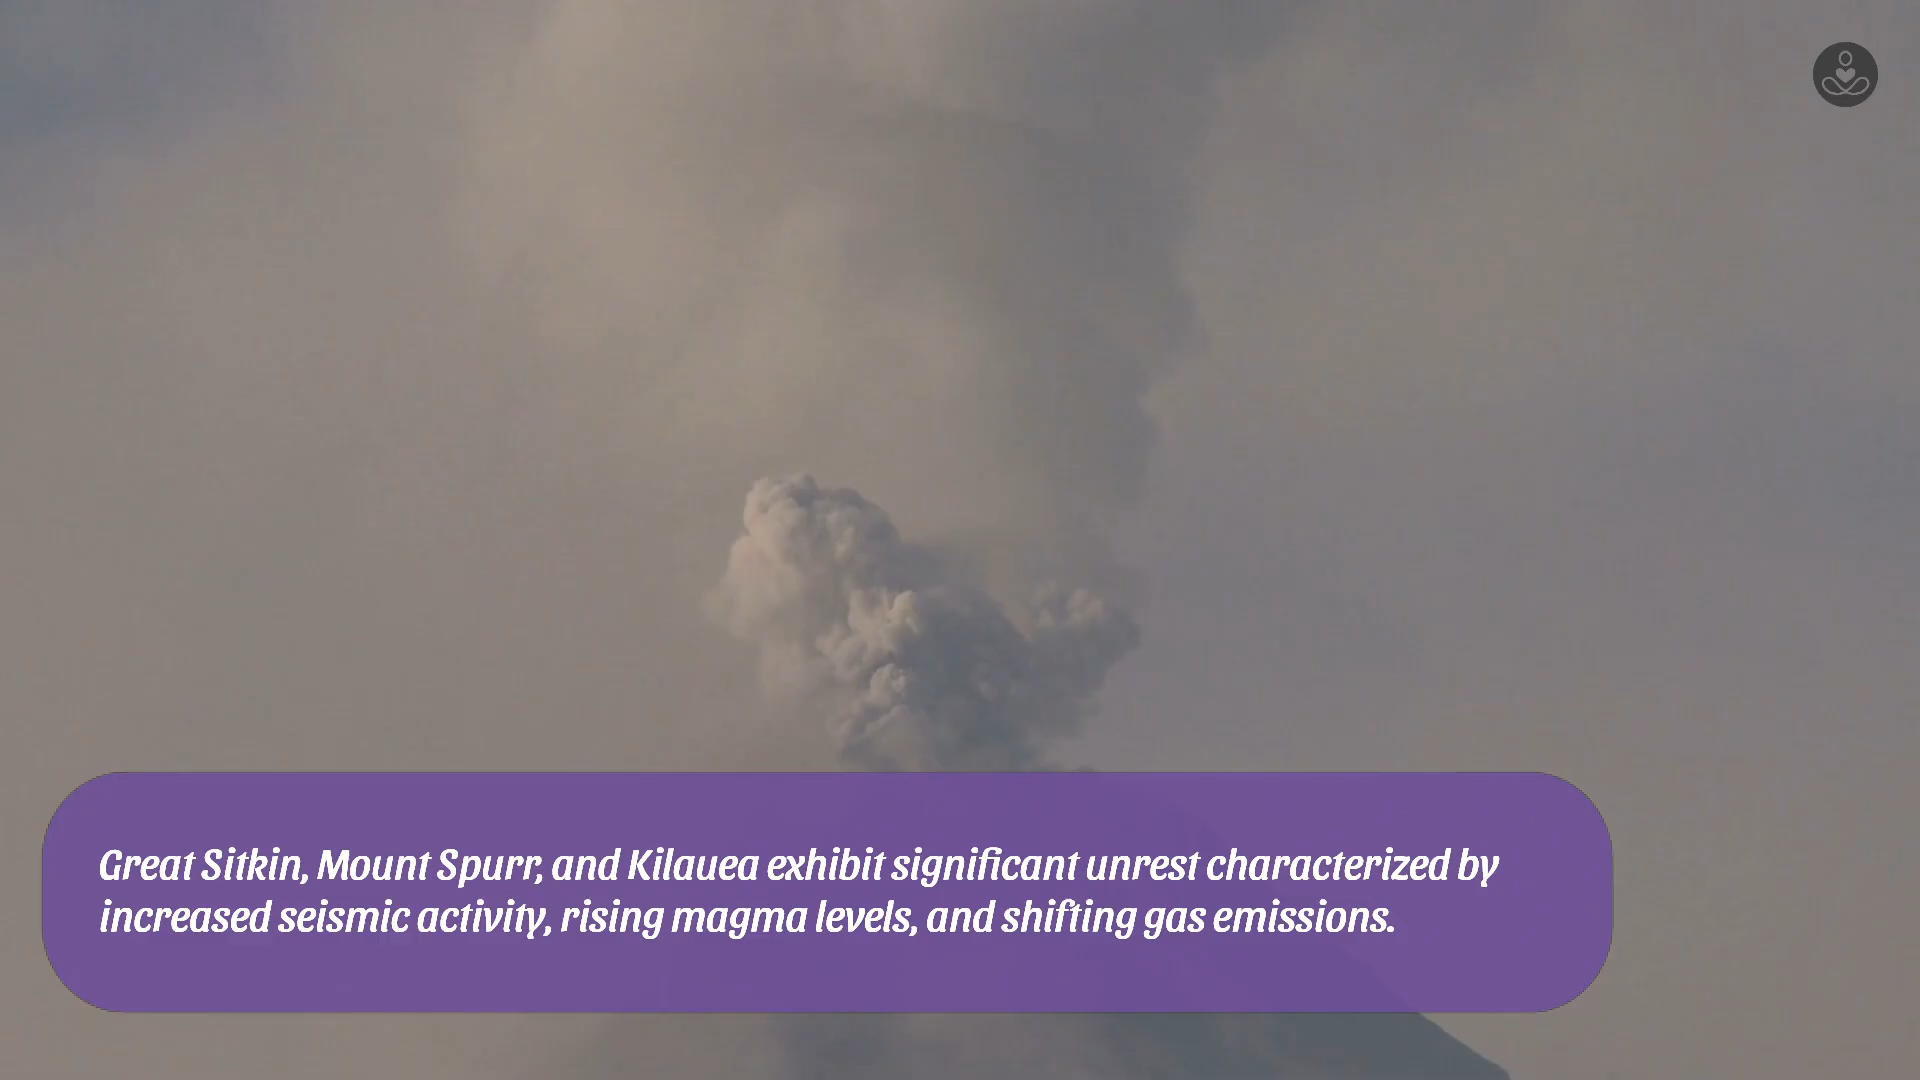 Great Sitkin, Mount Spurr, and Kilauea exhibit significant unrest characterized by
increased seismic activity, rising magma levels, and shifting gas emissions.